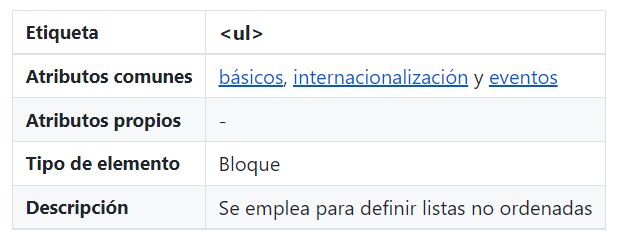 Etiqueta <ul>
Atributos comunes básicos, internacionalización y eventos
Atributos propios -
Tipo de elemento Bloque
Descripción Se emplea para definir listas no ordenadas